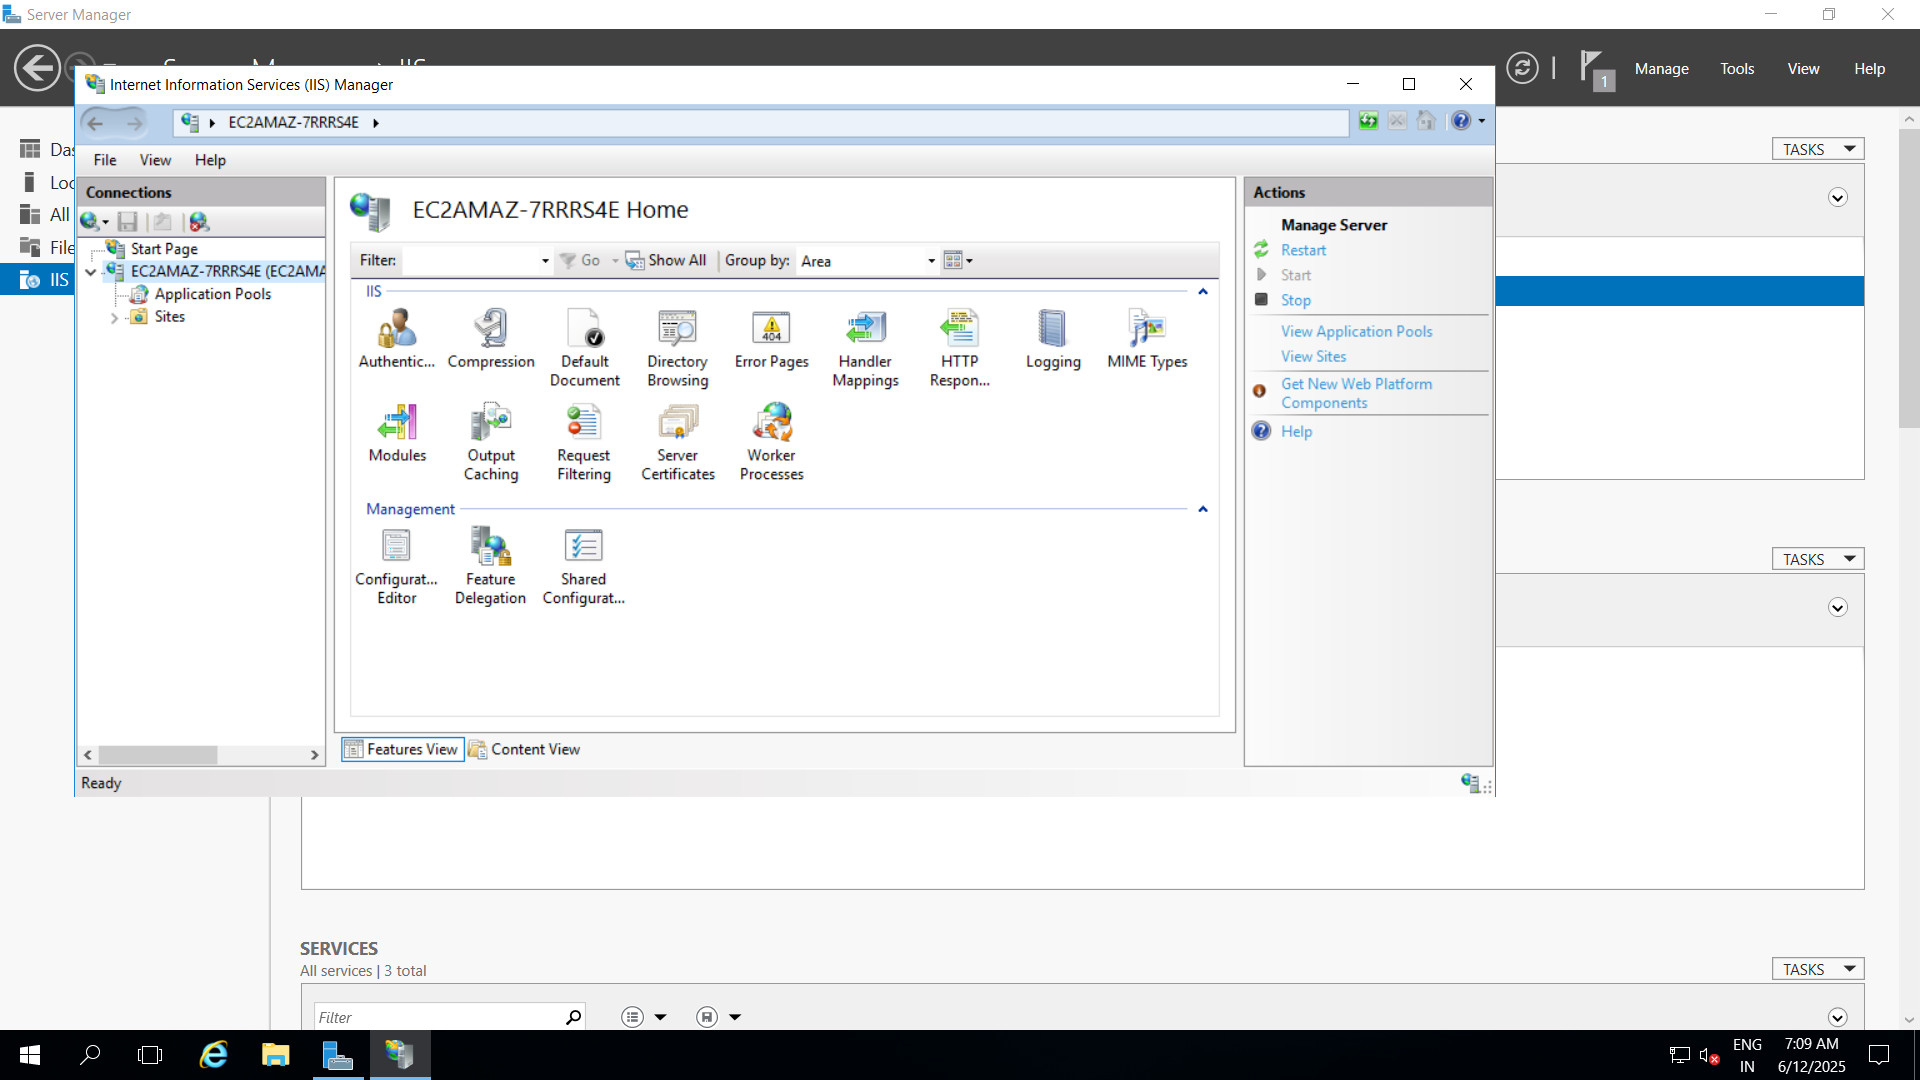 Server Manager
Internet Information Services (IIS) Manager
1
Manage
Tools
View
Help
EC2AMAZ-7RRRS4E
File
View
Help
Das
Loc
All
File
IIS
Connections
Start Page
EC2AMAZ-7RRRS4E (EC2AMA
Application Pools
Sites
EC2AMAZ-7RRRS4E Home
Filter:
Go
Show All
Group by:
Area
IIS
Authentic...
Compression
Default
Document
Directory
Browsing
Error Pages
404
Handler
Mappings
HTTP
Respon...
Logging
MIME Types
Modules
Output
Caching
Request
Filtering
Server
Certificates
Worker
Processes
Management
Configurat...
Editor
Feature
Delegation
Shared
Configurat...
Features View
Content View
Ready
Actions
Manage Server
Restart
Start
Stop
View Application Pools
View Sites
Get New Web Platform
Components
Help
TASKS
TASKS
SERVICES
All services | 3 total
TASKS
Filter
ENG
IN
7:09 AM
6/12/2025